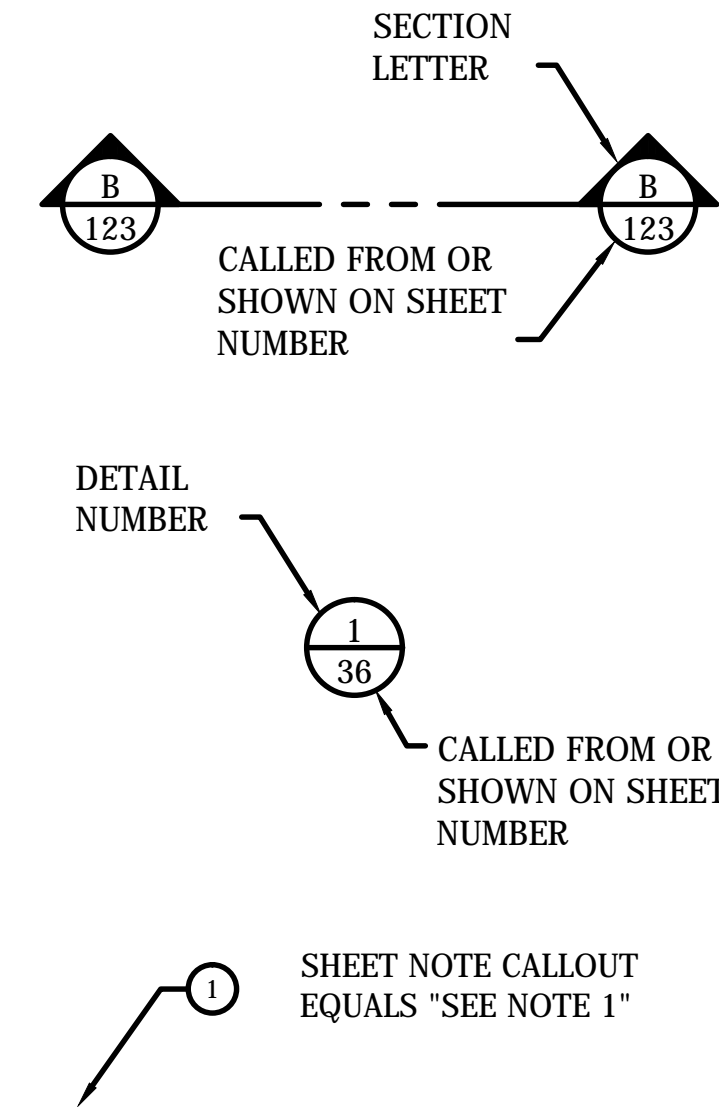 SECTION
LETTER
B
123
B
123
CALLED FROM OR
SHOWN ON SHEET
NUMBER
DETAIL
NUMBER
1
36
CALLED FROM OR
SHOWN ON SHEET
NUMBER
1
SHEET NOTE CALLOUT
EQUALS "SEE NOTE 1"